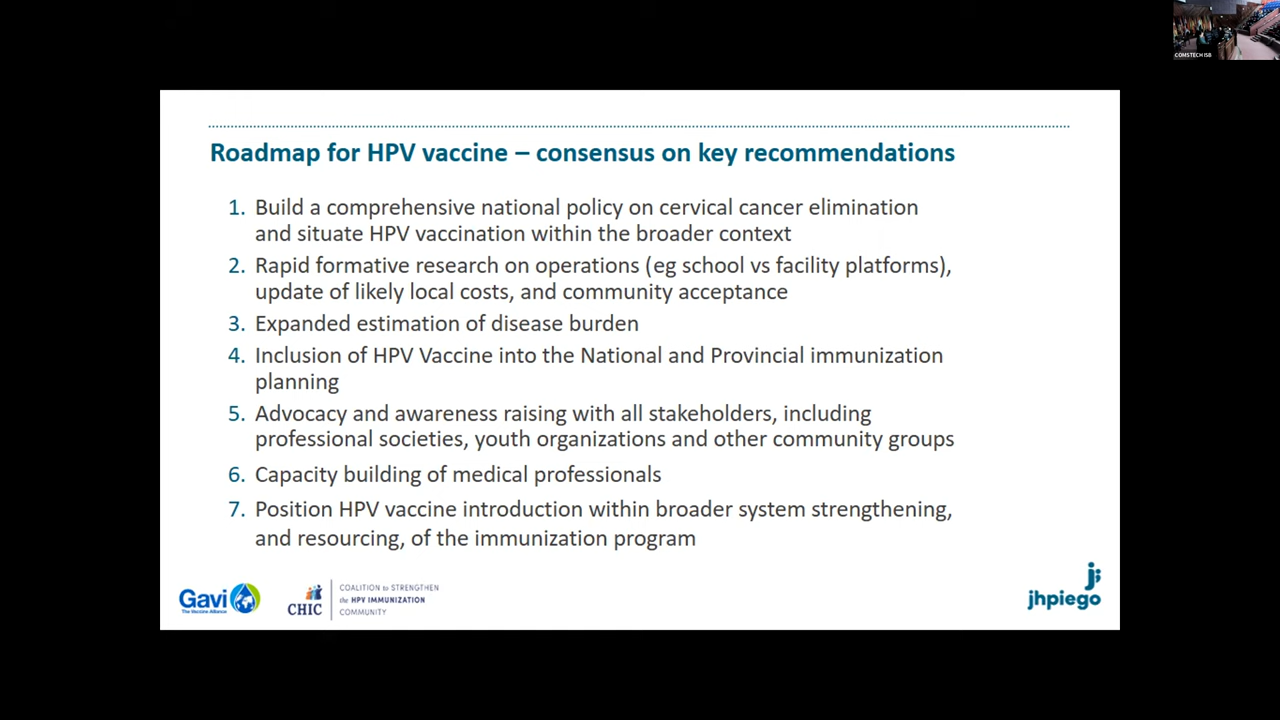 COMSTECH ISB
Roadmap for HPV vaccine – consensus on key recommendations
1. Build a comprehensive national policy on cervical cancer elimination
and situate HPV vaccination within the broader context
2. Rapid formative research on operations (eg school vs facility platforms),
update of likely local costs, and community acceptance
3. Expanded estimation of disease burden
4. Inclusion of HPV Vaccine into the National and Provincial immunization
planning
5. Advocacy and awareness raising with all stakeholders, including
professional societies, youth organizations and other community groups
6. Capacity building of medical professionals
7. Position HPV vaccine introduction within broader system strengthening,
and resourcing, of the immunization program
Gavi
The Vaccine Alliance
CHIC
COALITION to STRENGTHEN
the HPV IMMUNIZATION
COMMUNITY
jhpiego